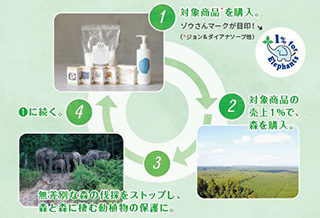 1 対象商品*を購入。
ゾウさんマークが目印!
(*ジョン&ダイアナソープ他)
1% for Elephants
2 対象商品の
売上1%で、
森を購入。
3
無差別な森の伐採をストップし、
森と森に棲む動植物の保護に。
4
❶に続く。